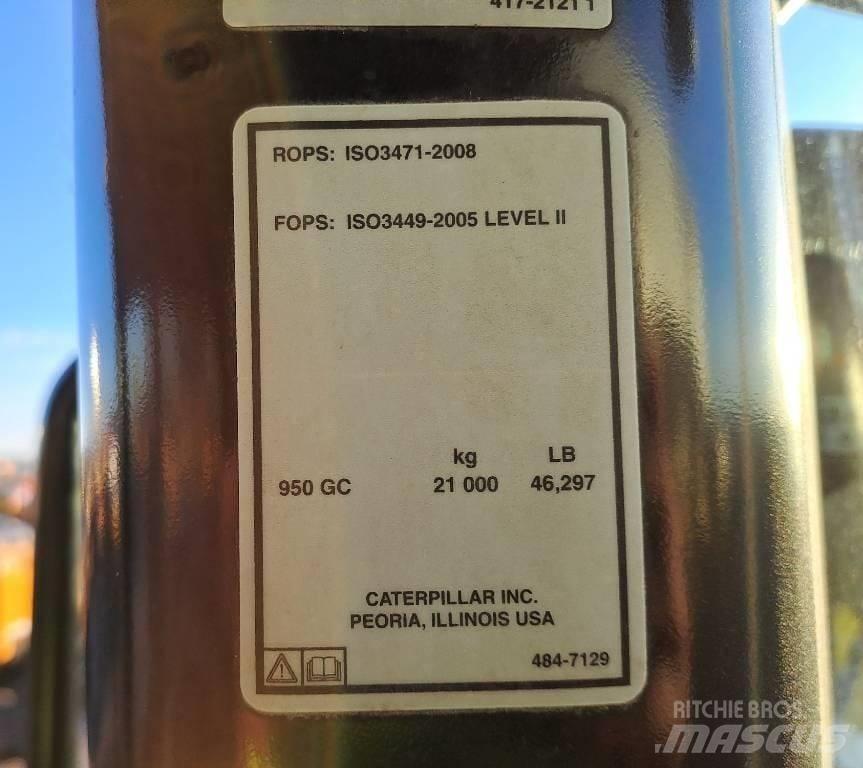 417-2121 1
ROPS: ISO3471-2008
FOPS: ISO3449-2005 LEVEL II
kg LB
950 GC 21 000 46,297
CATERPILLAR INC.
PEORIA, ILLINOIS USA
484-7129
RITCHIE BROS.
MASCUS